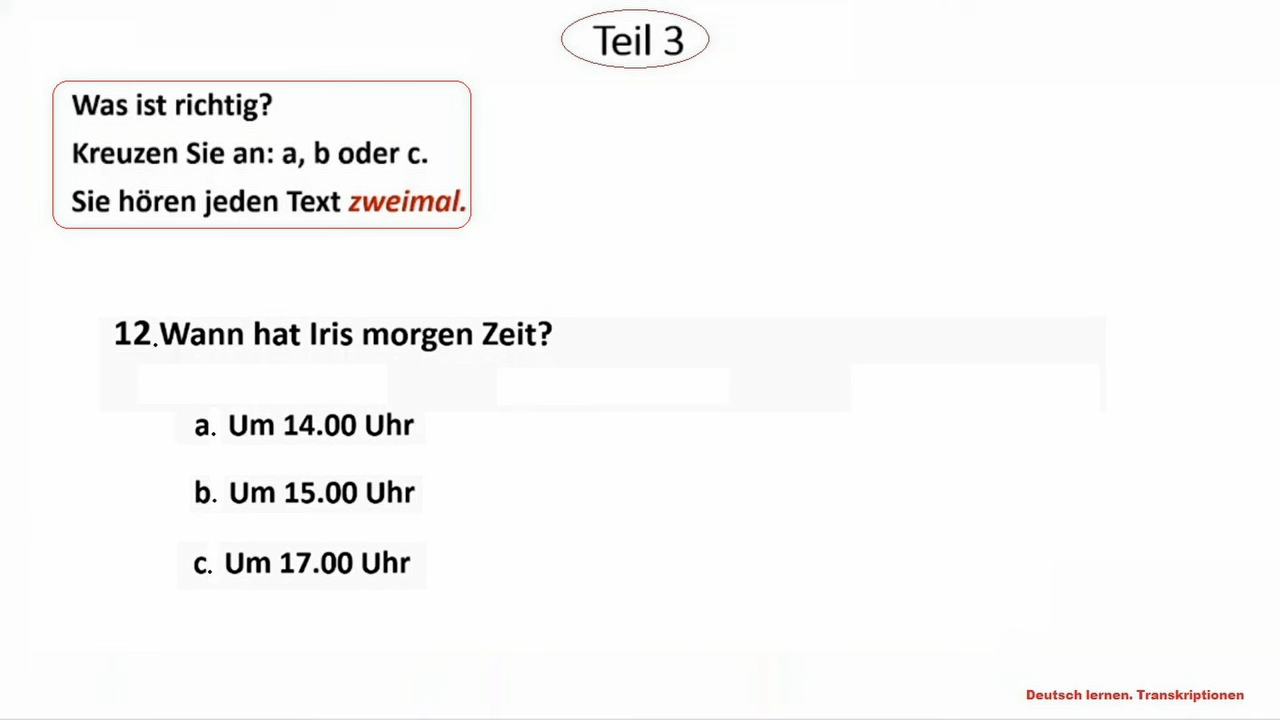 Teil 3
Was ist richtig?
Kreuzen Sie an: a, b oder c.
Sie hören jeden Text zweimal.
12.Wann hat Iris morgen Zeit?
a. Um 14.00 Uhr
b. Um 15.00 Uhr
c. Um 17.00 Uhr
Deutsch lernen. Transkriptionen